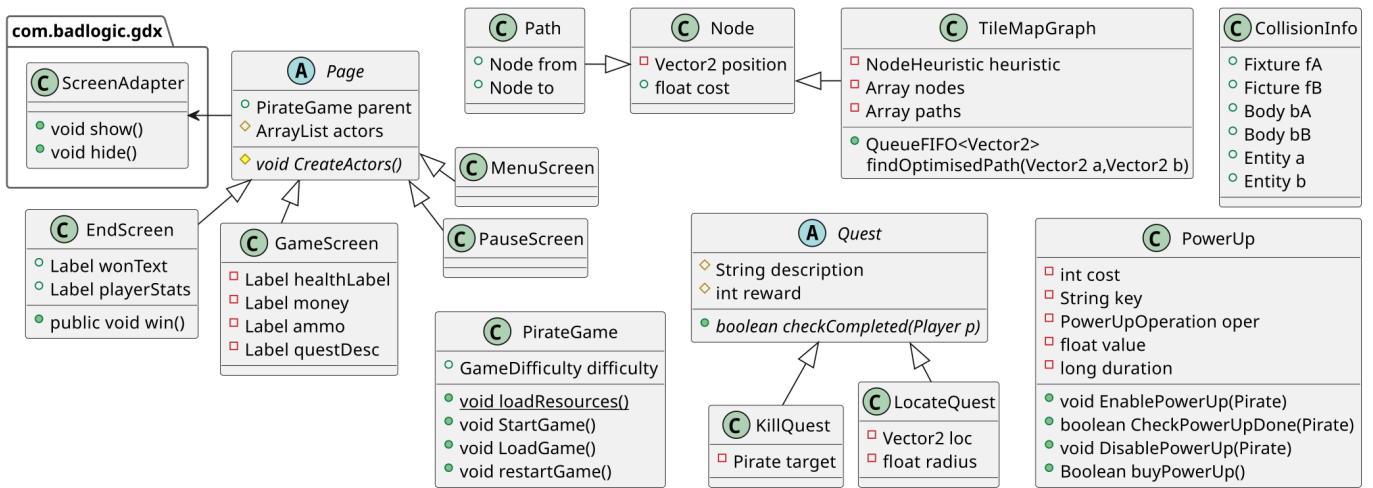 com.badlogic.gdx
C ScreenAdapter
void show()
void hide()
A Page
PirateGame parent
ArrayList actors
void CreateActors()
C Path
Node from
Node to
C Node
Vector2 position
float cost
C TileMapGraph
NodeHeuristic heuristic
Array nodes
Array paths
QueueFIFO<Vector2>
findOptimisedPath(Vector2 a,Vector2 b)
C CollisionInfo
Fixture fA
Ficture fB
Body bA
Body bB
Entity a
Entity b
C MenuScreen
C EndScreen
Label wonText
Label playerStats
public void win()
C GameScreen
Label healthLabel
Label money
Label ammo
Label questDesc
C PauseScreen
C PirateGame
GameDifficulty difficulty
void loadResources()
void StartGame()
void LoadGame()
void restartGame()
A Quest
String description
int reward
boolean checkCompleted(Player p)
C KillQuest
Pirate target
C LocateQuest
Vector2 loc
float radius
C PowerUp
int cost
String key
PowerUpOperation oper
float value
long duration
void EnablePowerUp(Pirate)
boolean CheckPowerUpDone(Pirate)
void DisablePowerUp(Pirate)
Boolean buyPowerUp()